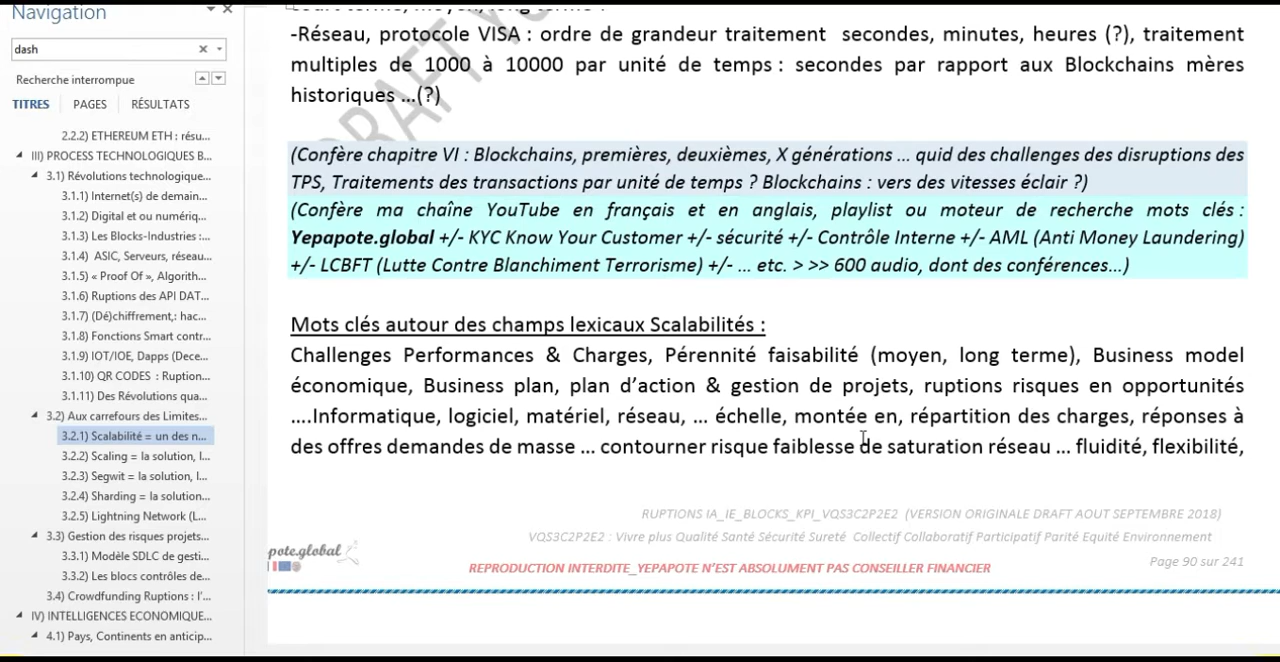 Navigation
dash
Recherche interrompue
TITRES PAGES RÉSULTATS
2.2.2) ETHEREUM ETH : résu...
III) PROCESS TECHNOLOGIQUES B...
3.1) Révolutions technologique...
3.1.1) Internet(s) de demain...
3.1.2) Digital et ou numériq...
3.1.3) Les Blocks-Industries :...
3.1.4) ASIC, Serveurs, réseau...
3.1.5) « Proof Of », Algorith...
3.1.6) Ruptions des API DAT...
3.1.7) (Dé)chiffrement,: hac...
3.1.8) Fonctions Smart contr...
3.1.9) IOT/IOE, Dapps (Dece...
3.1.10) QR CODES : Ruption...
3.1.11) Des Révolutions qua...
3.2) Aux carrefours des Limites...
3.2.1) Scalabilité = un des n...
3.2.2) Scaling = la solution, l...
3.2.3) Segwit = la solution, l...
3.2.4) Sharding = la solution...
3.2.5) Lightning Network (L...
3.3) Gestion des risques projets...
3.3.1) Modèle SDLC de gesti...
3.3.2) Les blocs contrôles de...
3.4) Crowdfunding Ruptions : l'...
IV) INTELLIGENCES ECONOMIQUE...
4.1) Pays, Continents en anticip...
court terme, moyen, long terme ?
-Réseau, protocole VISA : ordre de grandeur traitement secondes, minutes, heures (?), traitement
multiples de 1000 à 10000 par unité de temps : secondes par rapport aux Blockchains mères
historiques ...(?)
DRAFT
(Confère chapitre VI : Blockchains, premières, deuxièmes, X générations ... quid des challenges des disruptions des
TPS, Traitements des transactions par unité de temps ? Blockchains : vers des vitesses éclair ?)
(Confère ma chaîne YouTube en français et en anglais, playlist ou moteur de recherche mots clés :
Yepapote.global +/- KYC Know Your Customer +/- sécurité +/- Contrôle Interne +/- AML (Anti Money Laundering)
+/- LCBFT (Lutte Contre Blanchiment Terrorisme) +/- ... etc. > >> 600 audio, dont des conférences...)
Mots clés autour des champs lexicaux Scalabilités :
Challenges Performances & Charges, Pérennité faisabilité (moyen, long terme), Business model
économique, Business plan, plan d'action & gestion de projets, ruptions risques en opportunités
....Informatique, logiciel, matériel, réseau, ... échelle, montée en, répartition des charges, réponses à
des offres demandes de masse ... contourner risque faiblesse de saturation réseau ... fluidité, flexibilité,
RUPTIONS IA_IE_BLOCKS_KPI_VQS3C2P2E2 (VERSION ORIGINALE DRAFT AOUT SEPTEMBRE 2018)
VQS3C2P2E2 : Vivre plus Qualité Santé Sécurité Sureté Collectif Collaboratif Participatif Parité Equité Environnement
pote.global
Page 90 sur 241
REPRODUCTION INTERDITE_YEPAPOTE N'EST ABSOLUMENT PAS CONSEILLER FINANCIER